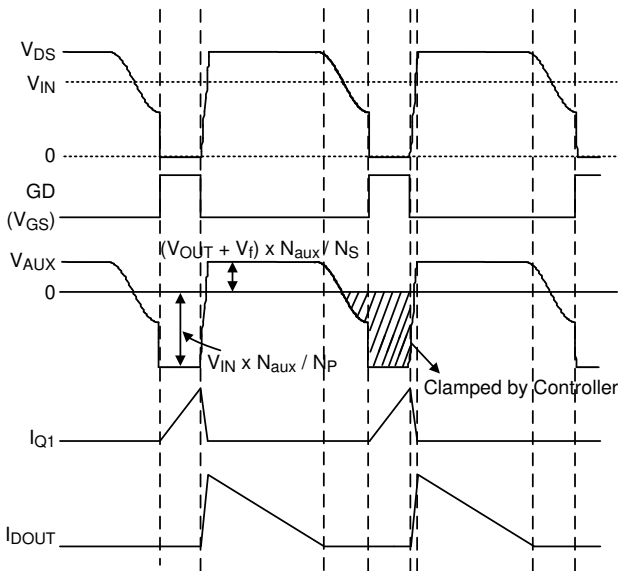 V_DS
V_IN
0
GD
(V_GS)
(V_OUT + V_f) x N_aux / N_S
V_AUX
0
V_IN x N_aux / N_P
Clamped by Controller
I_Q1
I_DOUT